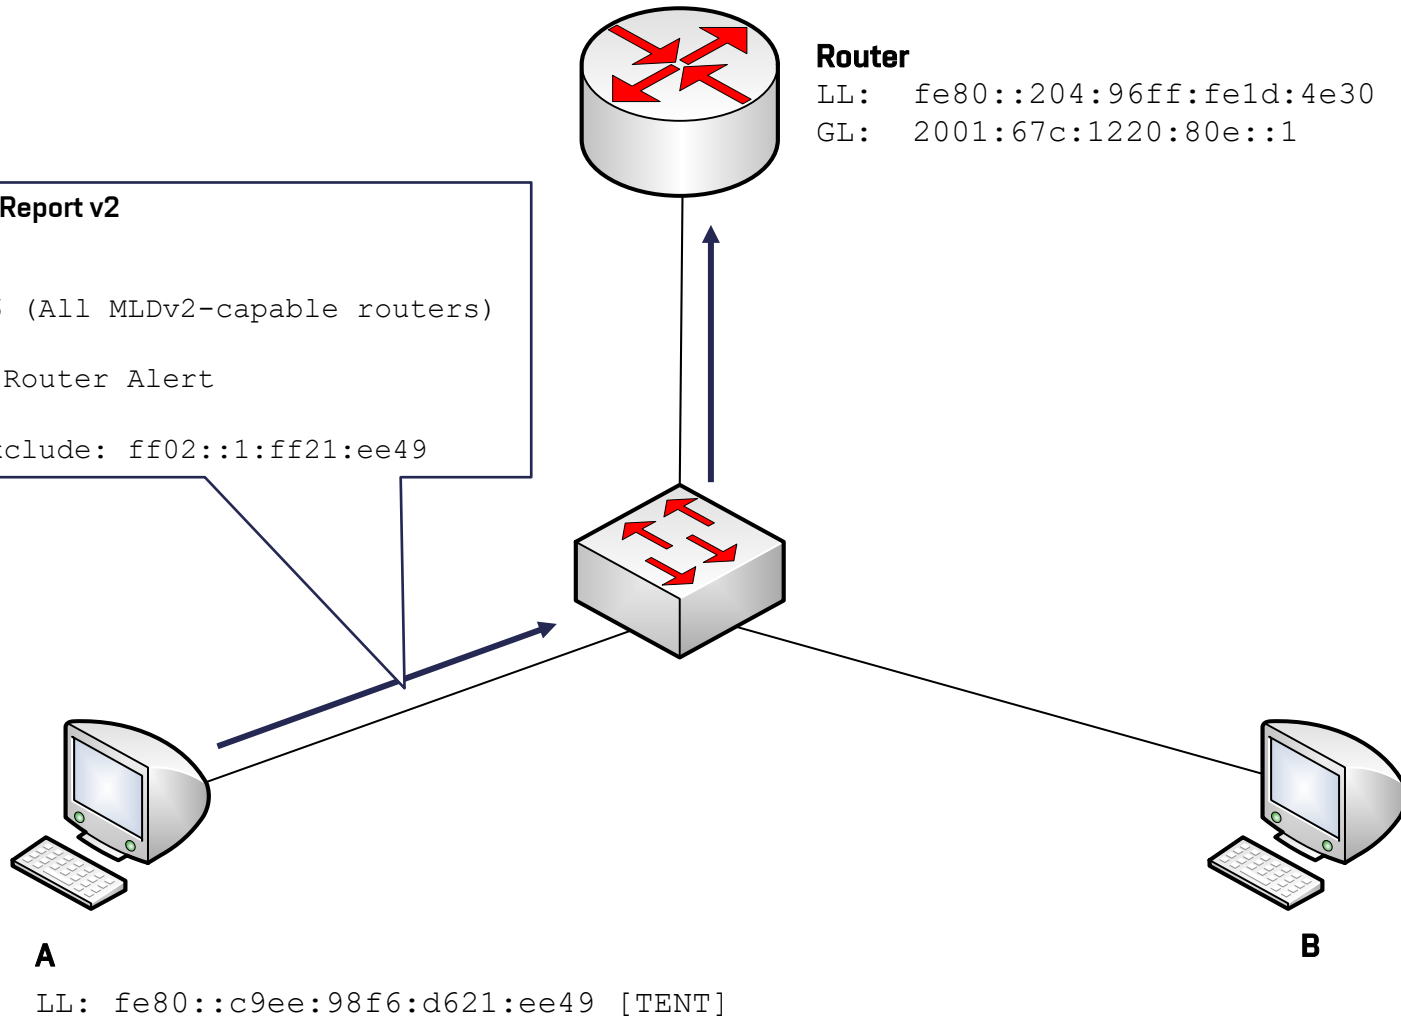 Router
LL: fe80::204:96ff:fe1d:4e30
GL: 2001:67c:1220:80e::1
Report v2
(All MLDv2-capable routers)
Router Alert
xclude: ff02::1:ff21:ee49
A
B
LL: fe80::c9ee:98f6:d621:ee49 [TENT]